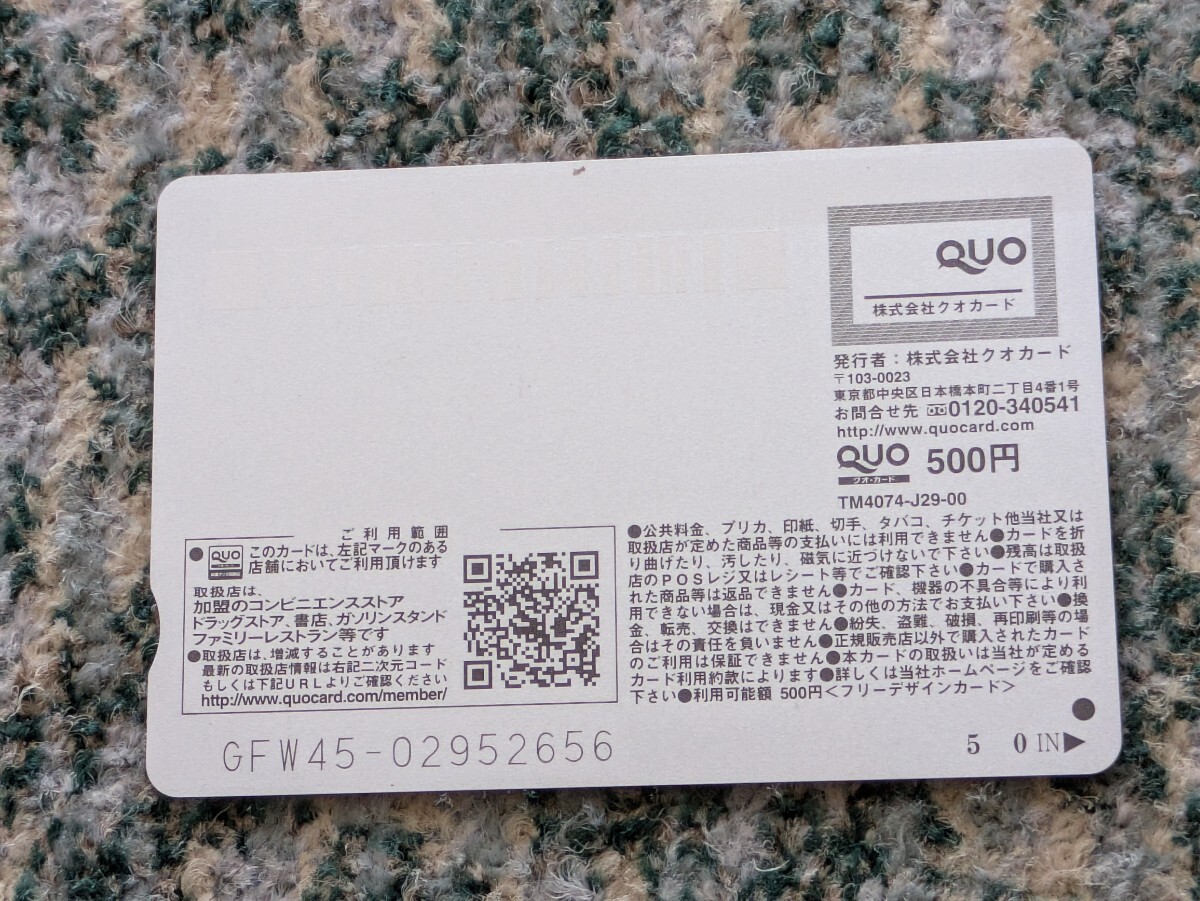 QUO
株式会社クオカード
発行者：株式会社クオカード
〒103-0023
東京都中央区日本橋本町二丁目4番1号
お問合せ先 0120-340541
http://www.quocard.com
QUO 500円
クオ・カード
TM4074-J29-00
ご利用範囲
●QUO このカードは、左記マークのある
店舗においてご利用頂けます
取扱店は、
加盟のコンビニエンスストア
ドラッグストア、書店、ガソリンスタンド
ファミリーレストラン等です
●取扱店は、増減することがあります
最新の取扱店情報は右記二次元コード
もしくは下記URLよりご確認ください
http://www.quocard.com/member/
●公共料金、プリカ、印紙、切手、タバコ、チケット他当社又は
取扱店が定めた商品等の支払いには利用できません●カードを折
り曲げたり、汚したり、磁気に近づけないで下さい●残高は取扱
店のPOSレジ又はレシート等でご確認下さい●カードで購入さ
れた商品等は返品できません●カード、機器の不具合等により利
用できない場合は、現金又はその他の方法でお支払い下さい●換
金、転売、交換はできません●紛失、盗難、破損、再印刷等の場
合はその責任を負いません●正規販売店以外で購入されたカード
のご利用は保証できません●本カードの取扱いは当社が定める
カード利用約款によります●詳しくは当社ホームページをご確認
下さい●利用可能額 500円＜フリーデザインカード＞
GFW45-02952656
5 0 IN▶